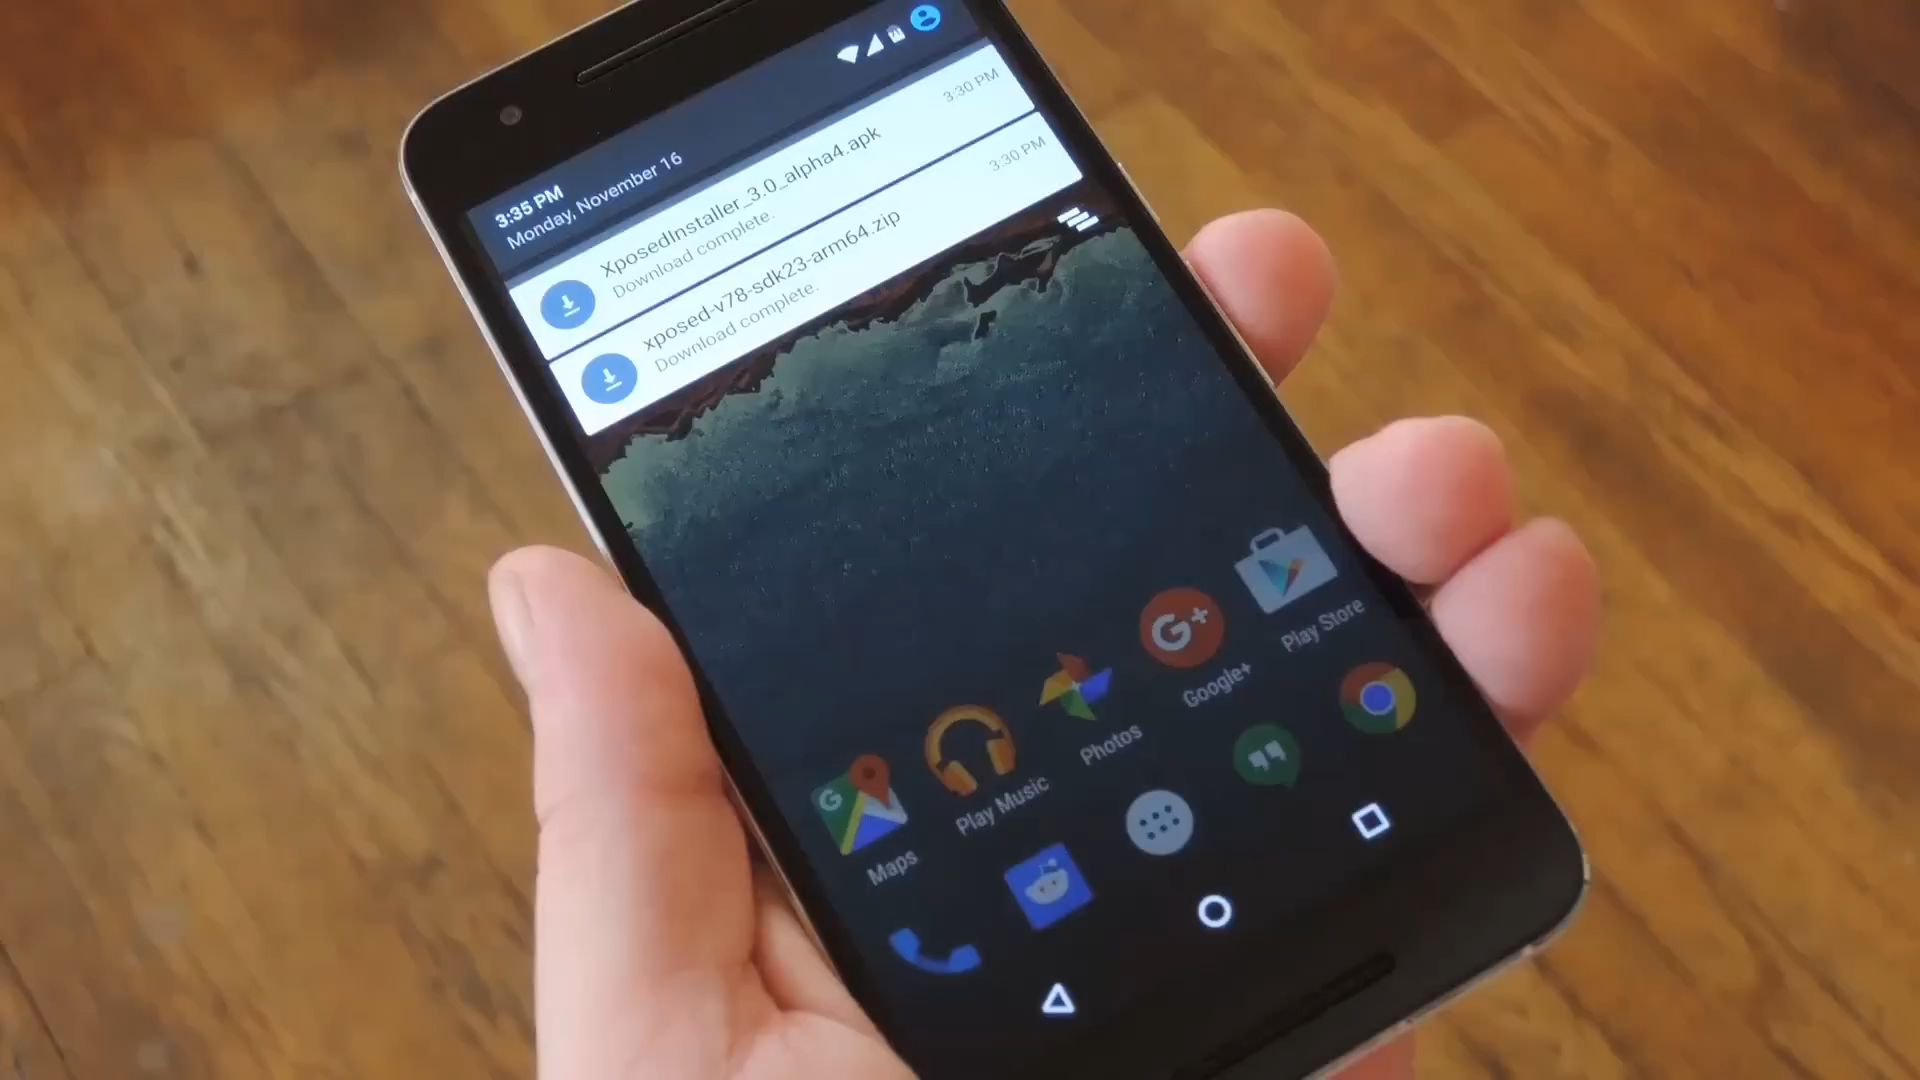 3:35 PM
Monday, November 16
XposedInstaller_3.0_alpha4.apk
3:30 PM
Download complete.
xposed-v78-sdk23-arm64.zip
3:30 PM
Download complete.
Maps
Play Music
Photos
G+
Google+
Play Store
G